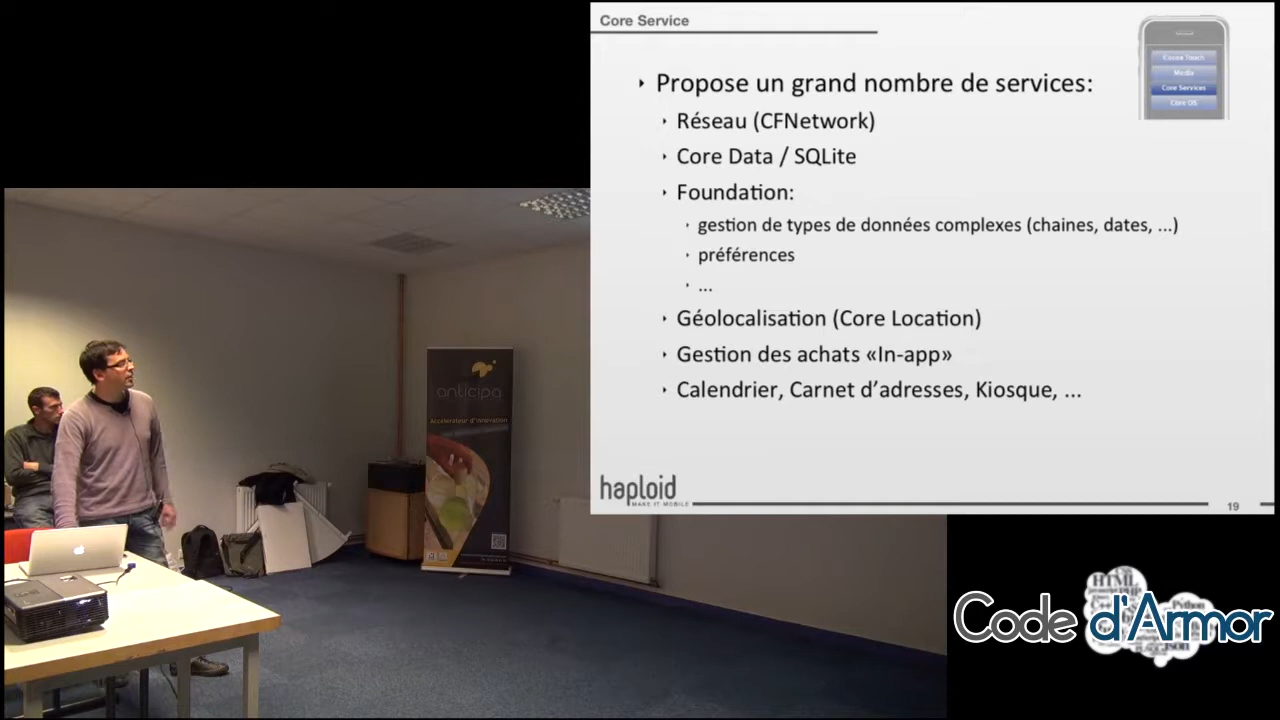 Core Service
Cocoa Touch
Media
Core Services
Core OS
‣ Propose un grand nombre de services:
‣ Réseau (CFNetwork)
‣ Core Data / SQLite
‣ Foundation:
‣ gestion de types de données complexes (chaines, dates, ...)
‣ préférences
‣ ...
‣ Géolocalisation (Core Location)
‣ Gestion des achats «In-app»
‣ Calendrier, Carnet d’adresses, Kiosque, ...
haploid
MAKE IT MOBILE
19
anticipa
Accélérateur d'innovation
HTML
Python
Code d'Armor